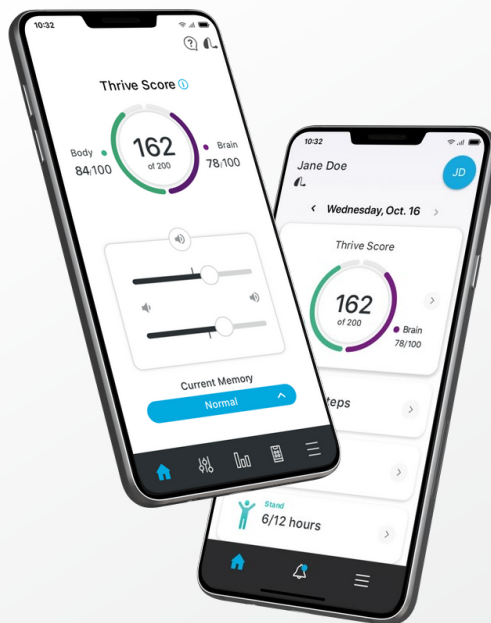 10:32
Thrive Score
Body
84/100
162
of 200
Brain
78/100
Current Memory
Normal
10:32
Jane Doe
JD
Wednesday, Oct. 16
Thrive Score
162
of 200
Brain
78/100
Stand
6/12 hours